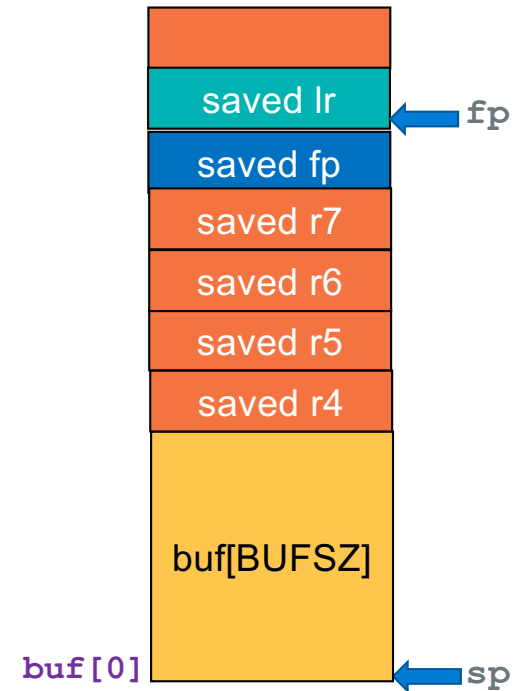 saved lr
fp
saved fp
saved r7
saved r6
saved r5
saved r4
buf[BUFSZ]
buf[0]
sp